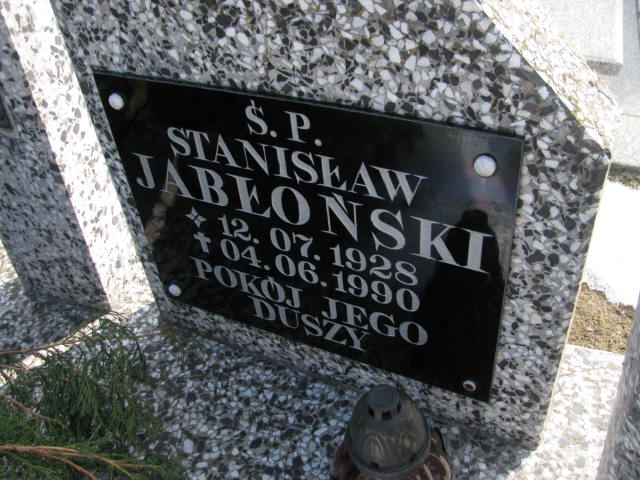 Ś. P.
STANISŁAW
JABŁOŃSKI
12. 07. 1928
04. 06. 1990
POKÓJ JEGO
DUSZY